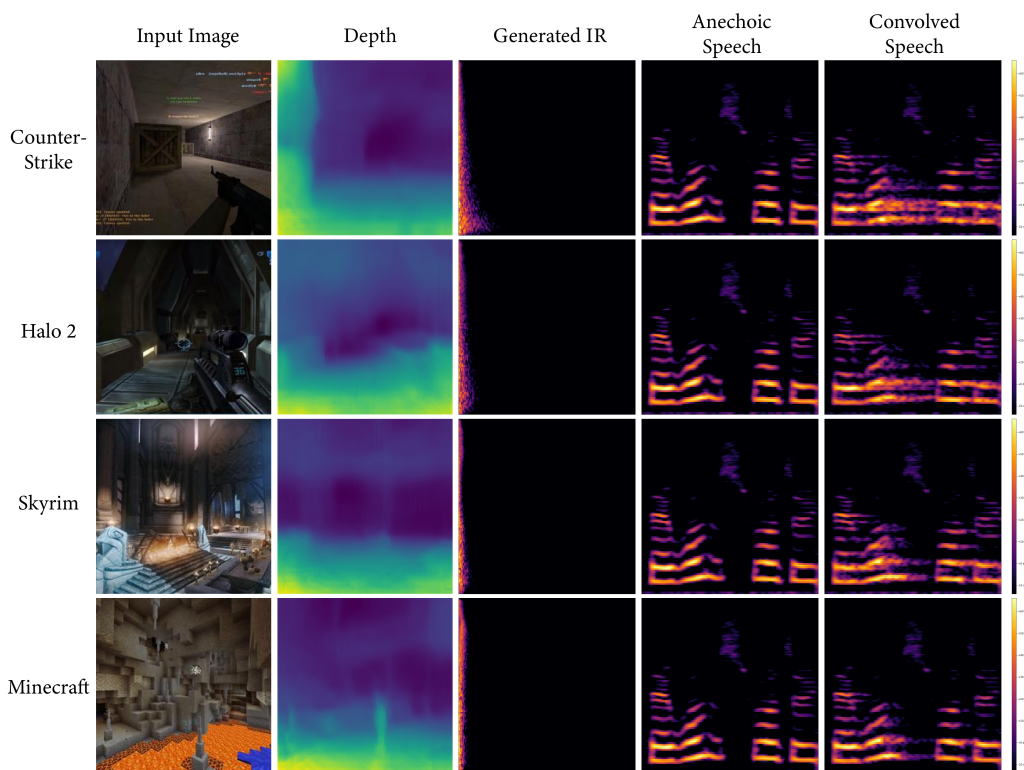 Input Image
Depth
Generated IR
Anechoic
Speech
Convolved
Speech
Counter-
Strike
Halo 2
Skyrim
Minecraft